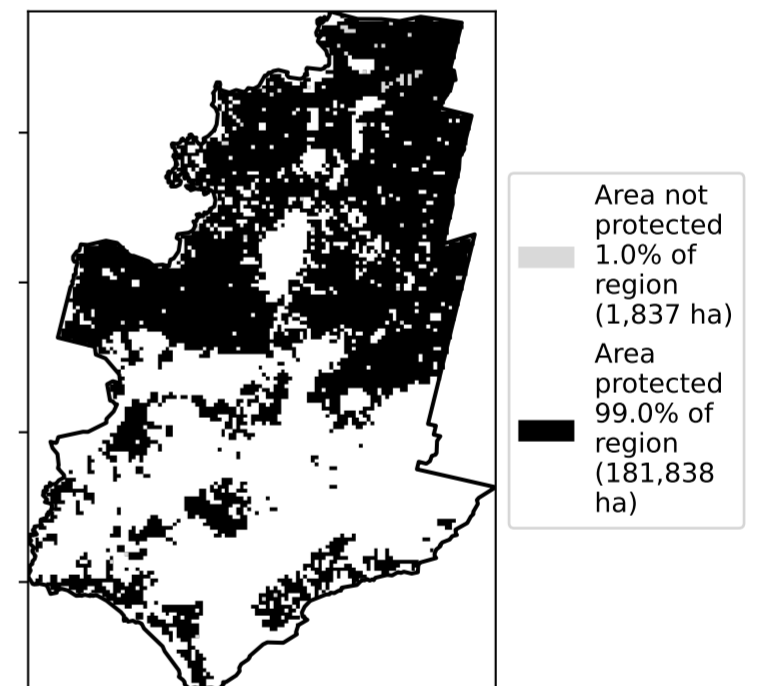 Area not
protected
1.0% of
region
(1,837 ha)
Area
protected
99.0% of
region
(181,838
ha)